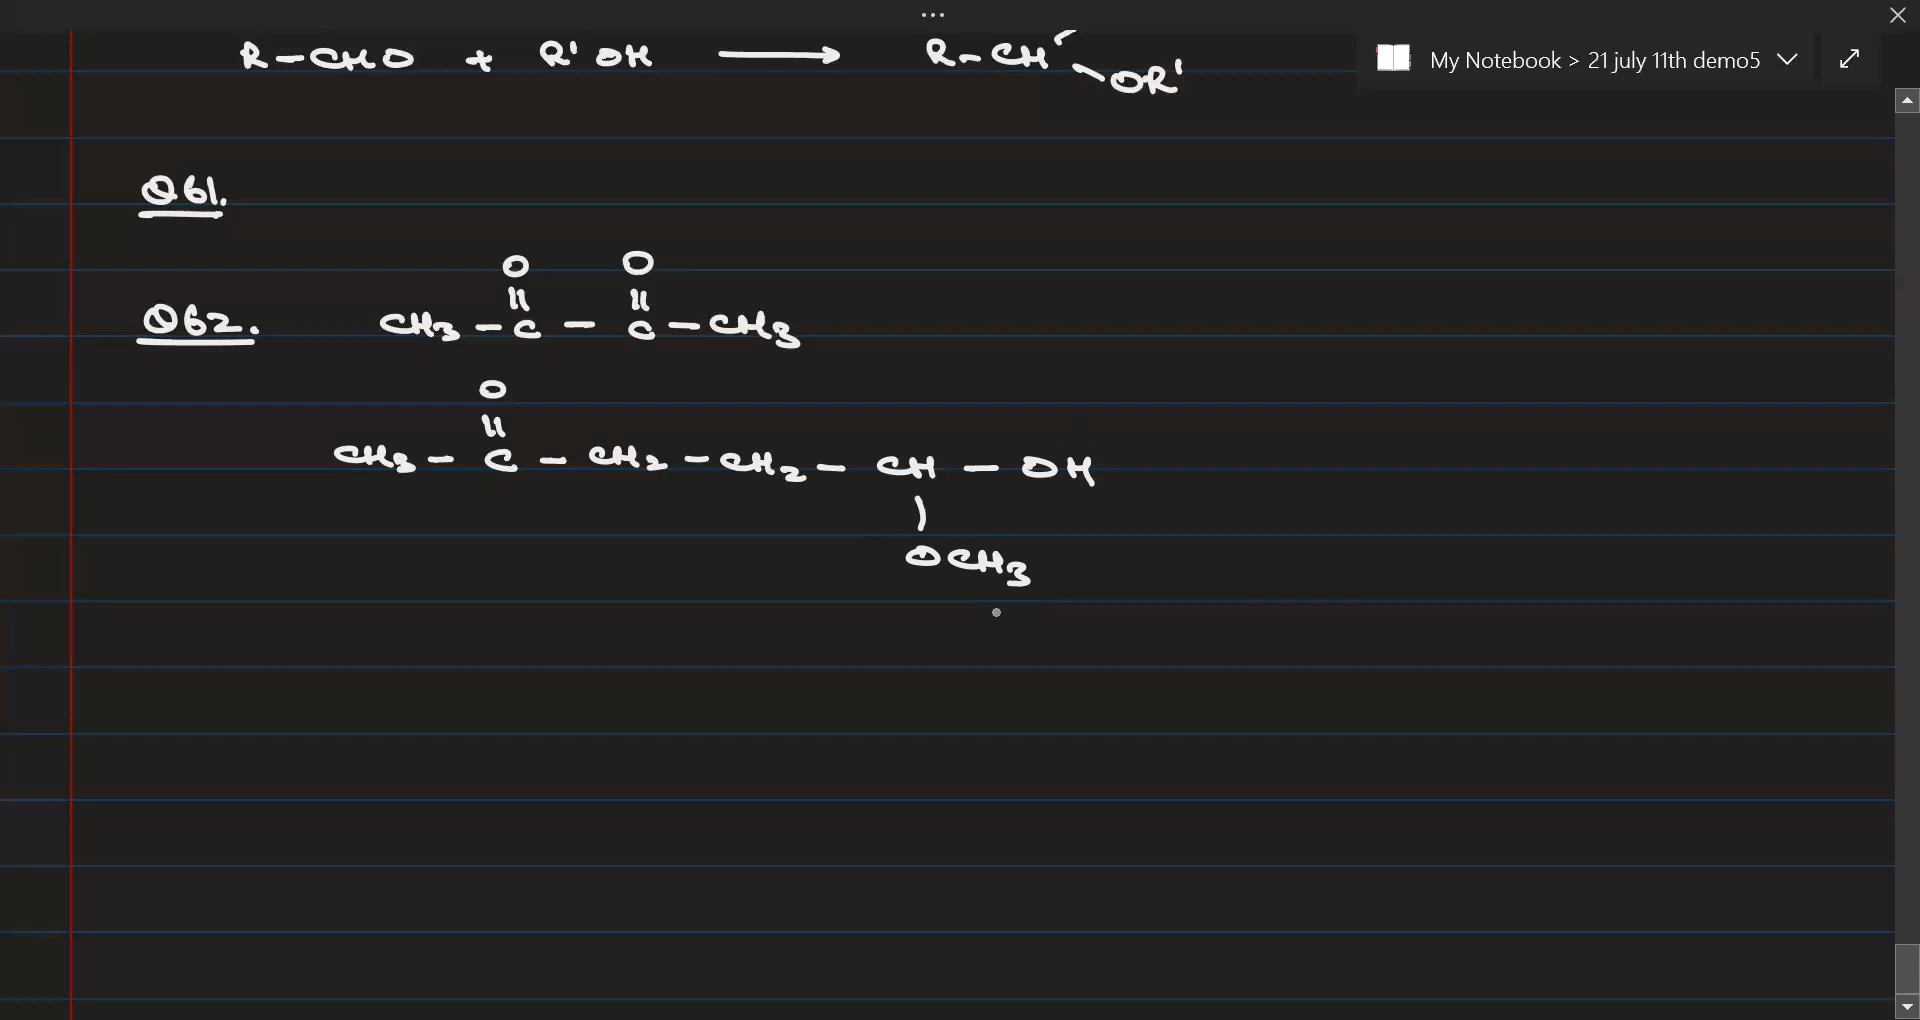 ...
R-CHO + R'OH ⟶ R-CH
OR'
My Notebook > 21 july 11th demo5
Q61.
O O
|| ||
Q62. CH3 - C - C - CH3
O
||
CH3 - C - CH2 - CH2 - CH - OH
|
OCH3